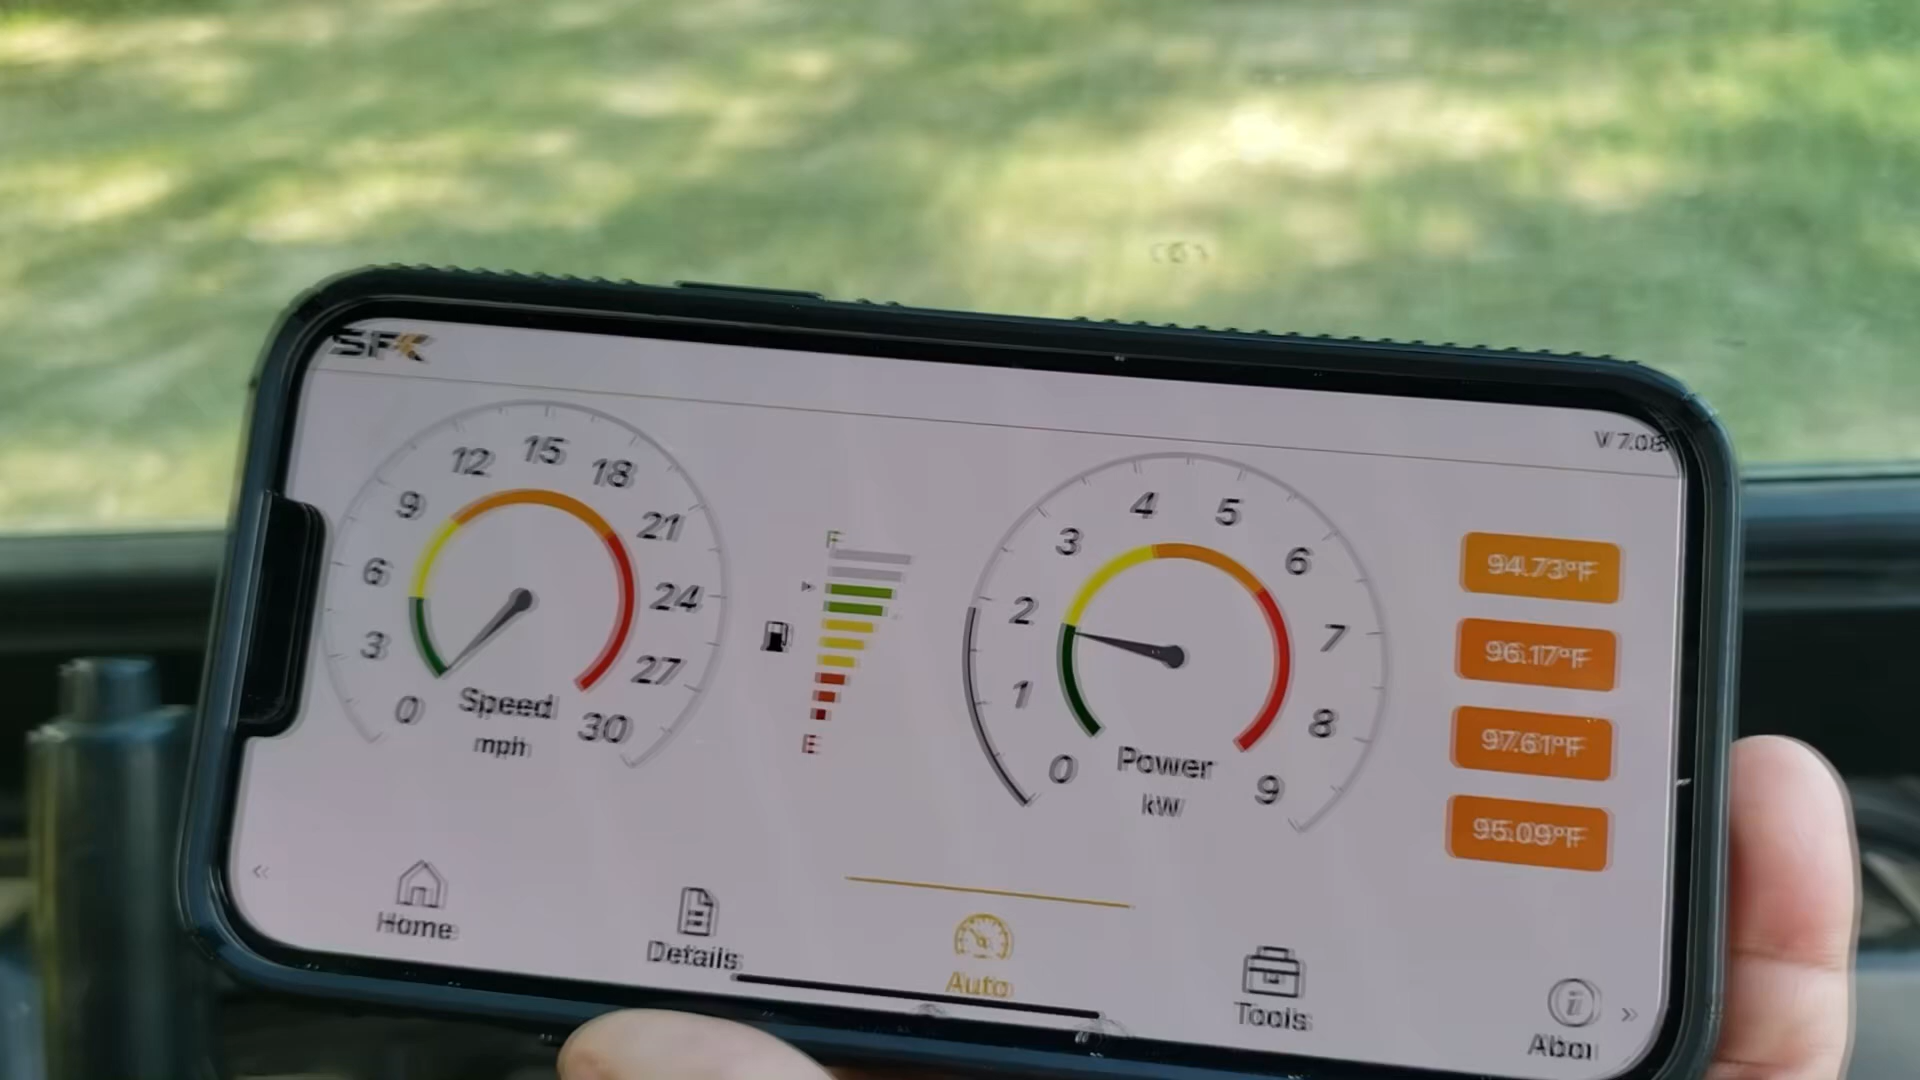 SFK
V 7.08
0
3
6
9
12
15
18
21
24
27
30
Speed
mph
F
E
0
1
2
3
4
5
6
7
8
9
Power
kW
94.73°F
96.17°F
97.61°F
95.09°F
«
Home
Details
Auto
Tools
»